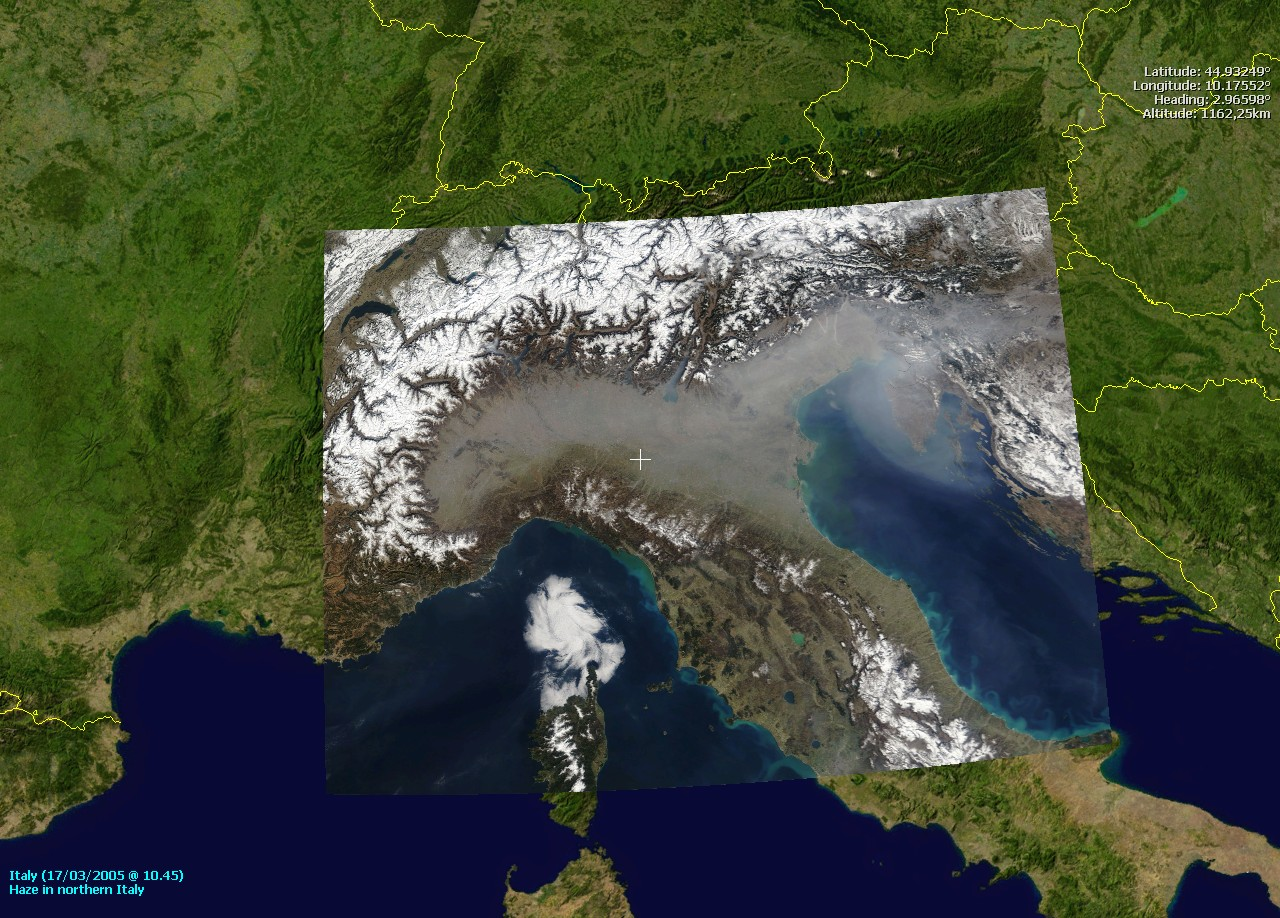 Latitude: 44.93249°
Longitude: 10.17552°
Heading: 2.96598°
Altitude: 1162,25km
Italy (17/03/2005 @ 10.45)
Haze in northern Italy